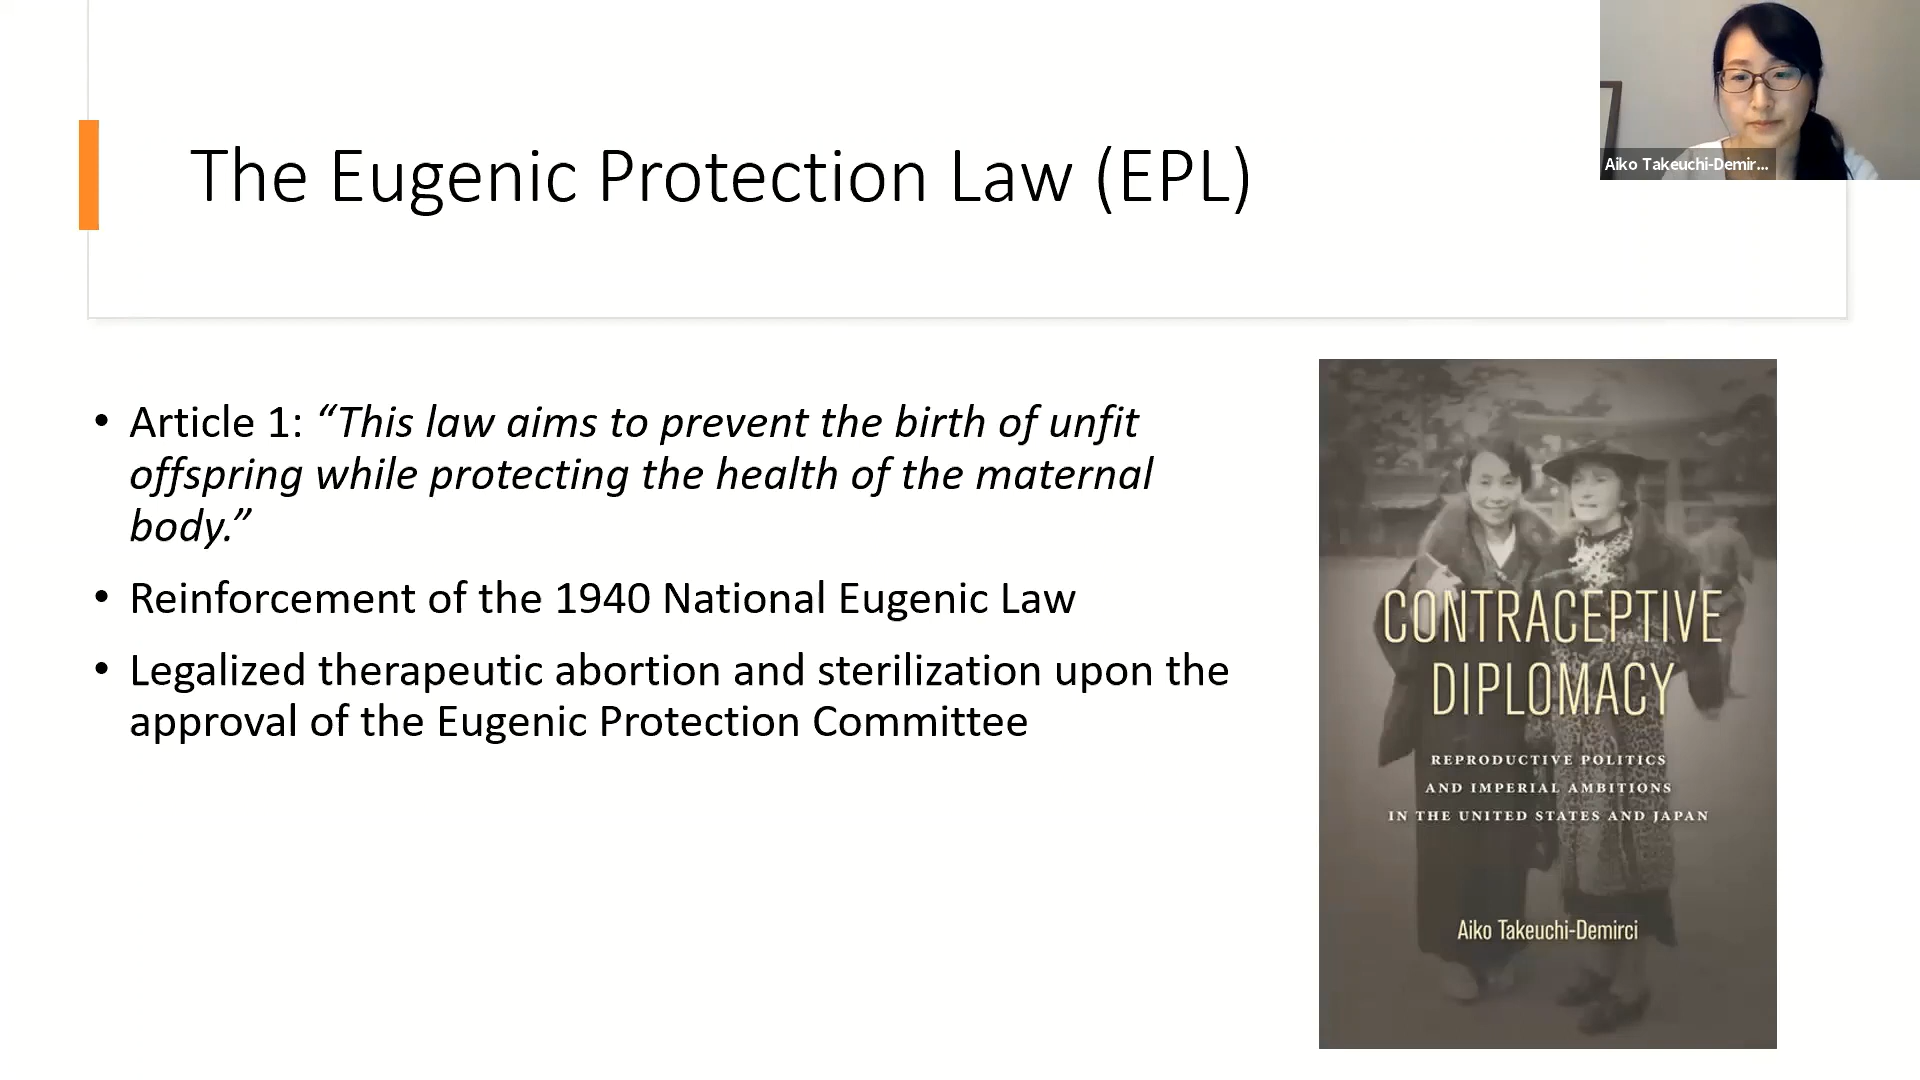 The Eugenic Protection Law (EPL)
Aiko Takeuchi-Demir...
• Article 1: “This law aims to prevent the birth of unfit
offspring while protecting the health of the maternal
body.”
• Reinforcement of the 1940 National Eugenic Law
• Legalized therapeutic abortion and sterilization upon the
approval of the Eugenic Protection Committee
CONTRACEPTIVE
DIPLOMACY
REPRODUCTIVE POLITICS
AND IMPERIAL AMBITIONS
IN THE UNITED STATES AND JAPAN
Aiko Takeuchi-Demirci